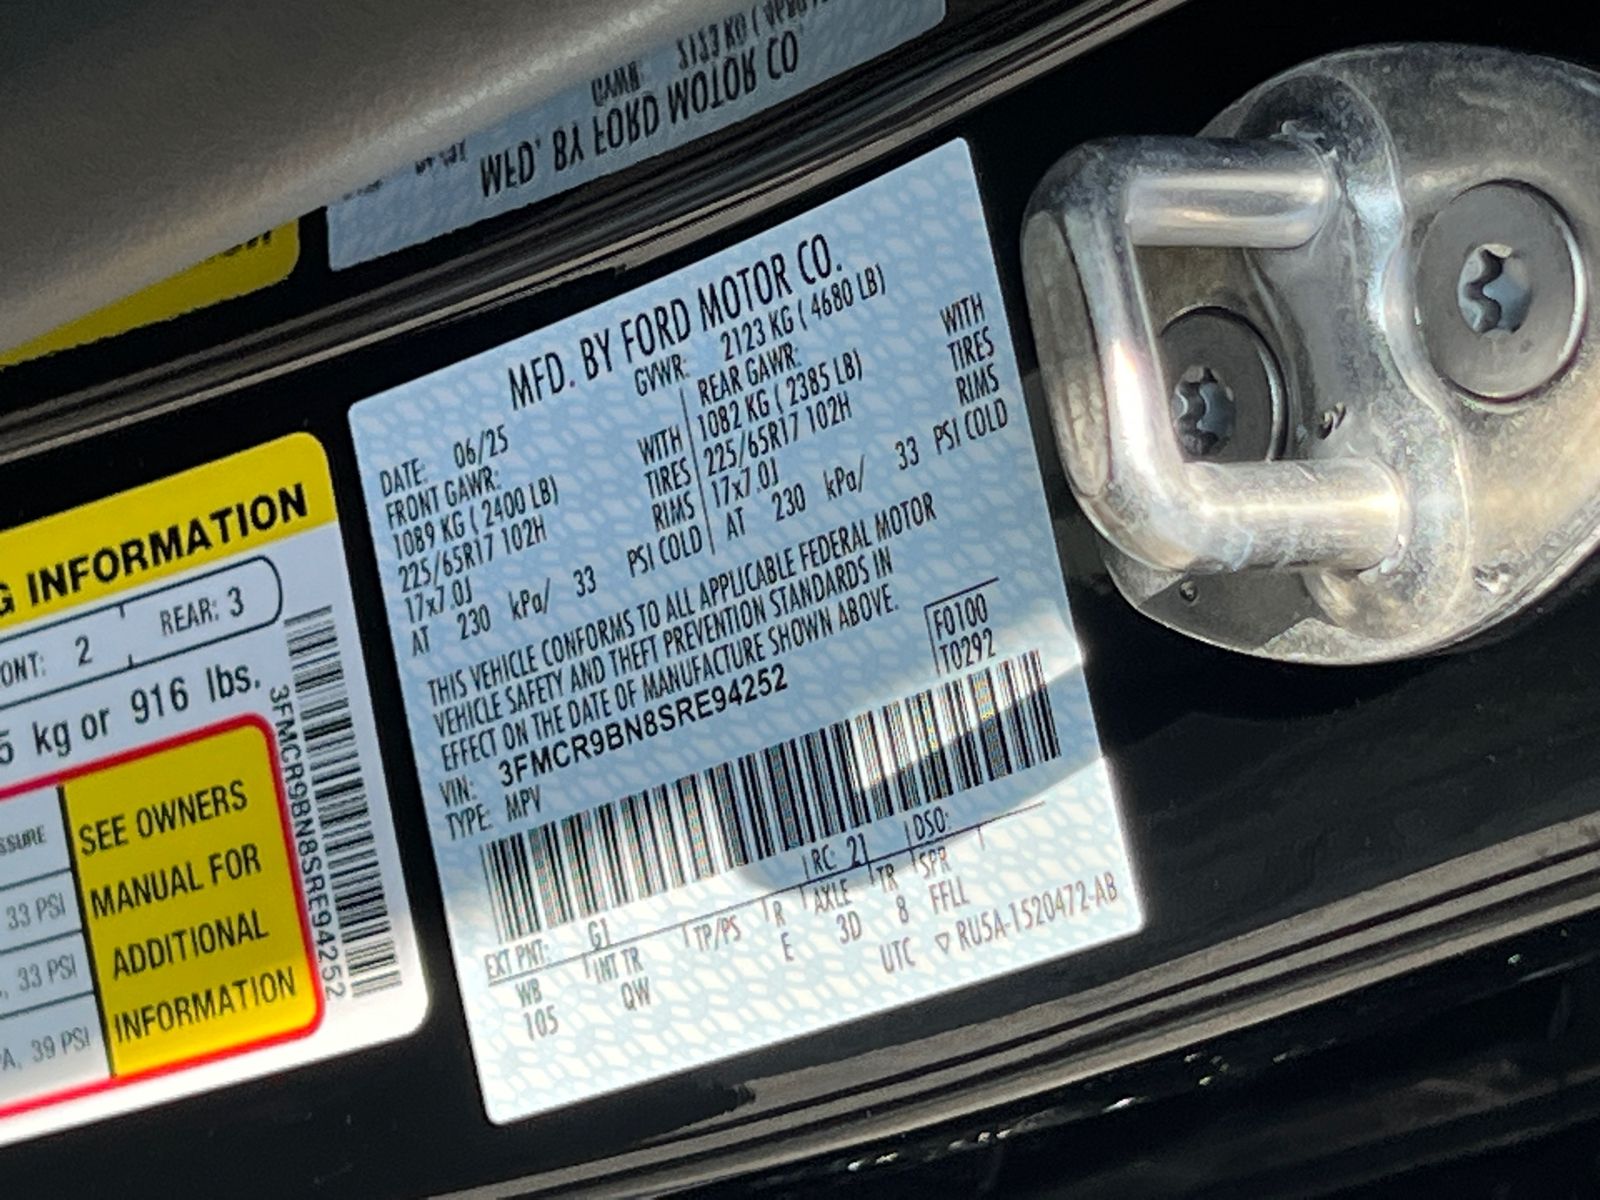 MFD. BY FORD MOTOR CO.
GVWR: 2123 KG ( 4680 LB)
DATE: 06/25
FRONT GAWR:
1089 KG ( 2400 LB) WITH
225/65R17 102H TIRES
17x7.0J RIMS
AT 230 kPa/ 33 PSI COLD
REAR GAWR: WITH
1082 KG ( 2385 LB) TIRES
225/65R17 102H RIMS
17x7.0J
AT 230 kPa/ 33 PSI COLD
THIS VEHICLE CONFORMS TO ALL APPLICABLE FEDERAL MOTOR
VEHICLE SAFETY AND THEFT PREVENTION STANDARDS IN
EFFECT ON THE DATE OF MANUFACTURE SHOWN ABOVE.
F0100
T0292
VIN: 3FMCR9BN8SRE94252
TYPE: MPV
EXT PNT: G1 RC: 21 DSO:
WB INT TR TP/PS R AXLE TR SPR
105 QW E 3D 8 FFLL
UTC ▽ RU5A-1520472-AB
G INFORMATION
ONT: 2 REAR: 3
5 kg or 916 lbs.
3FMCR9BN8SRE94252
SSURE
33 PSI
, 33 PSI
A, 39 PSI
SEE OWNERS
MANUAL FOR
ADDITIONAL
INFORMATION